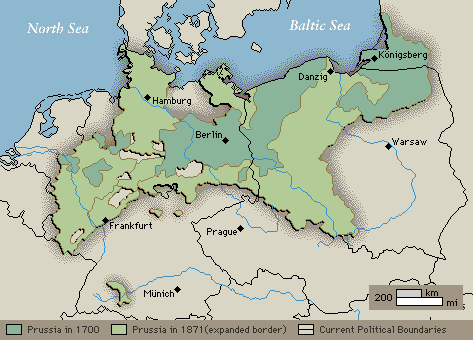 North Sea
Baltic Sea
Königsberg
Danzig
Hamburg
Berlin
Warsaw
Frankfurt
Prague
Münich
200 km
mi
Prussia in 1700 Prussia in 1871(expanded border) Current Political Boundaries